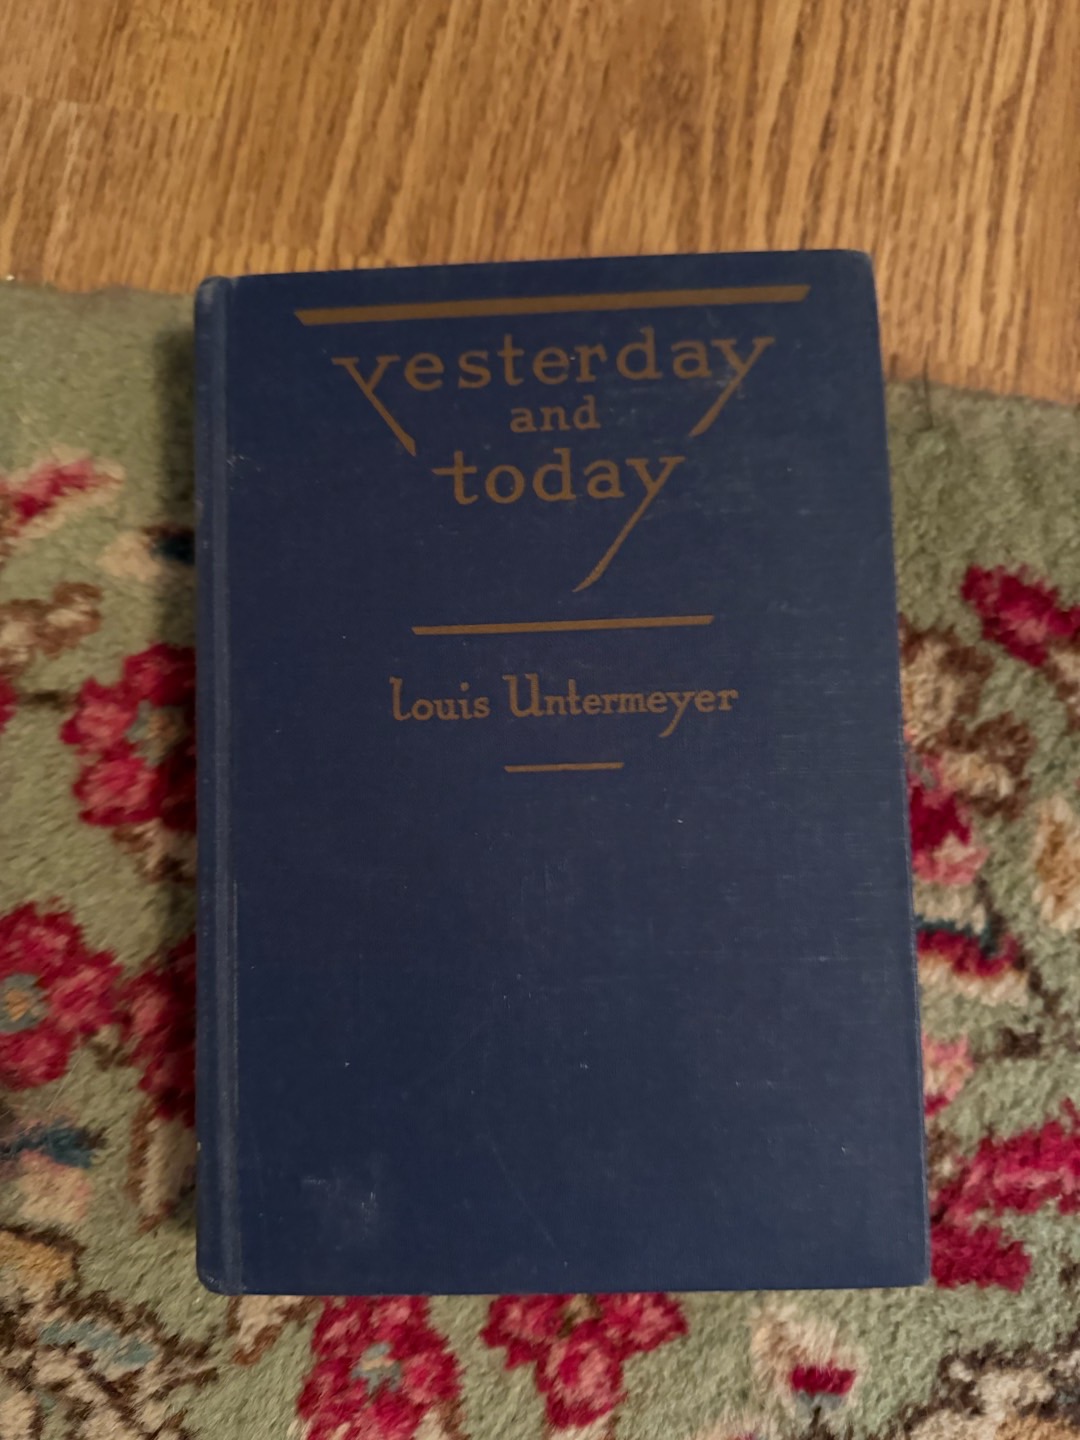 yesterday
and
today
Louis Untermeyer